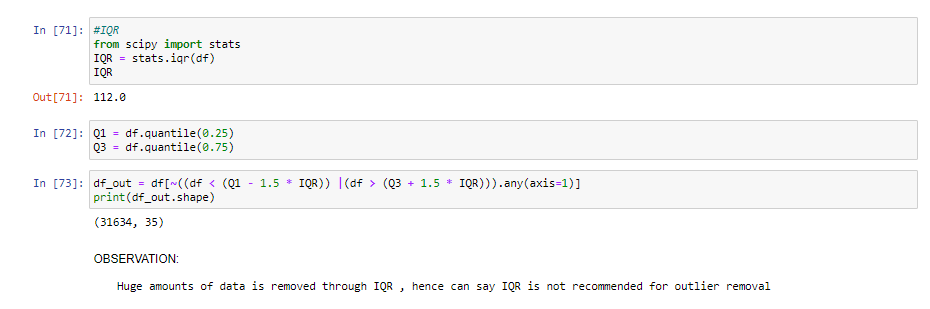 In [71]: #IQR
from scipy import stats
IQR = stats.iqr(df)
IQR
Out[71]: 112.0
In [72]: Q1 = df.quantile(0.25)
Q3 = df.quantile(0.75)
In [73]: df_out = df[~((df < (Q1 - 1.5 * IQR)) |(df > (Q3 + 1.5 * IQR))).any(axis=1)]
print(df_out.shape)
(31634, 35)
OBSERVATION:
Huge amounts of data is removed through IQR , hence can say IQR is not recommended for outlier removal